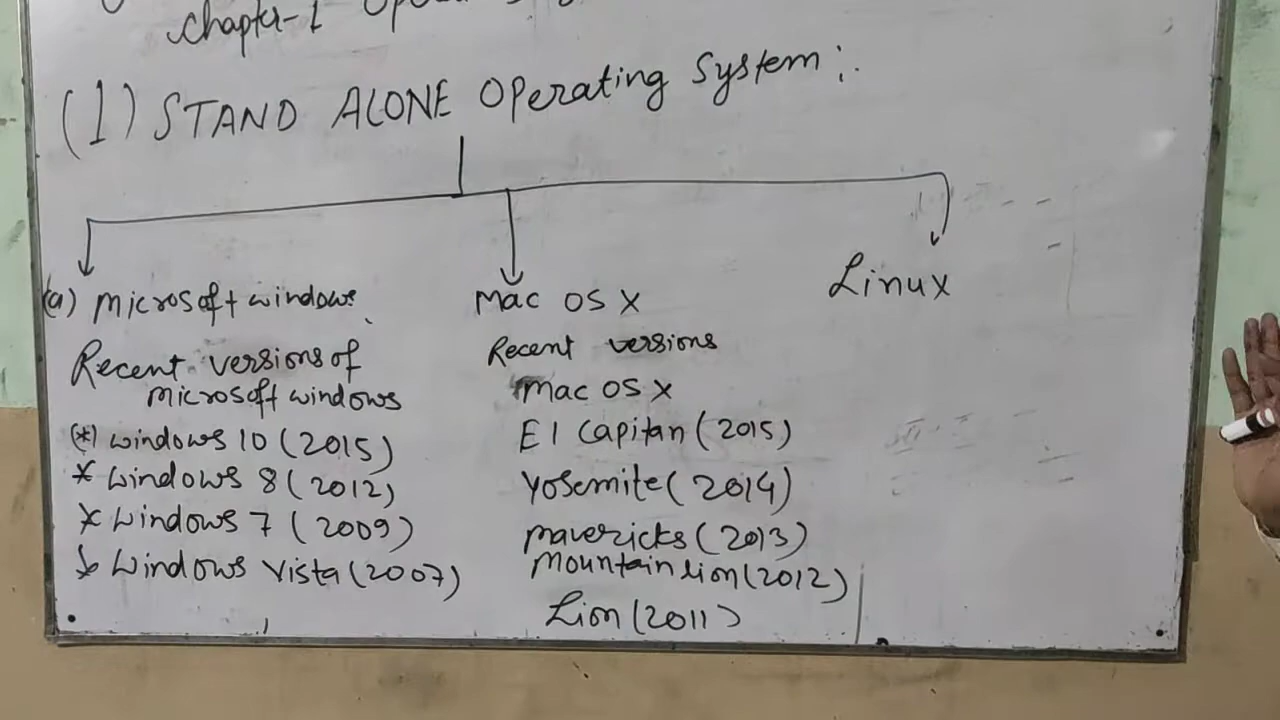 Chapter-1
(1) STAND ALONE Operating System :.
(a) Microsoft windows
Recent versions of
microsoft windows
(*) windows 10 (2015)
* windows 8 (2012)
* windows 7 (2009)
* Windows Vista (2007)
Mac OS X
Recent versions
Mac OS X
El Capitan (2015)
Yosemite (2014)
mavericks (2013)
Mountain lion (2012)
Lion (2011)
Linux